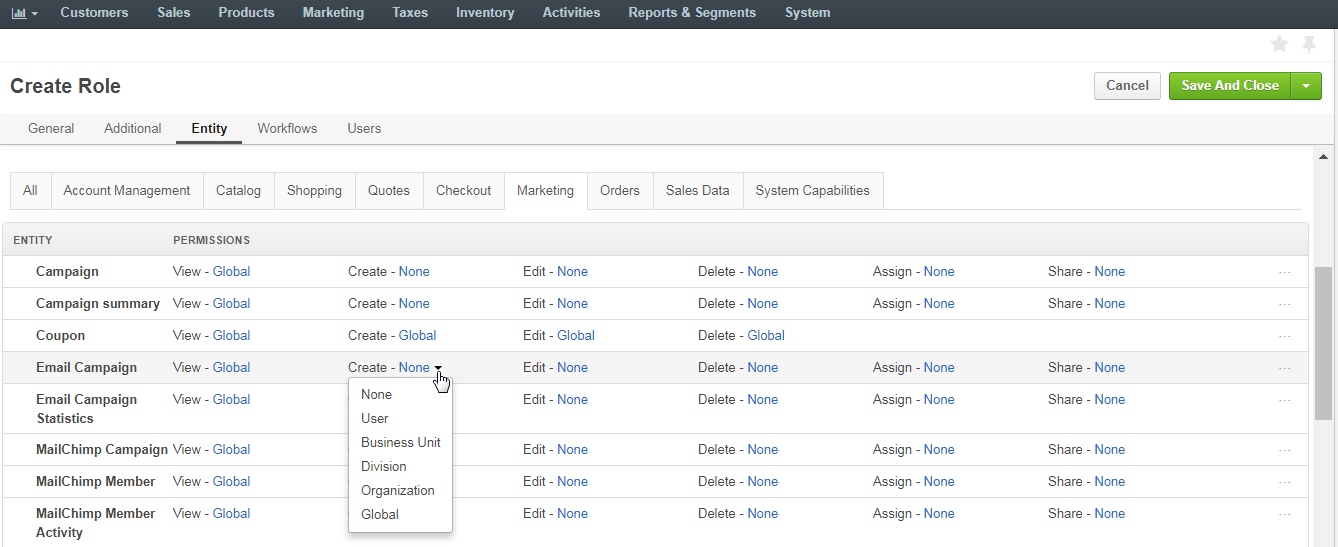 Customers Sales Products Marketing Taxes Inventory Activities Reports & Segments System
Create Role Cancel Save And Close
General Additional Entity Workflows Users
All Account Management Catalog Shopping Quotes Checkout Marketing Orders Sales Data System Capabilities
ENTITY PERMISSIONS
Campaign View - Global Create - None Edit - None Delete - None Assign - None Share - None ...
Campaign summary View - Global Create - None Edit - None Delete - None Assign - None Share - None ...
Coupon View - Global Create - Global Edit - Global Delete - Global ...
Email Campaign View - Global Create - None Edit - None Delete - None Assign - None Share - None ...
None
User
Business Unit
Division
Organization
Global
Email Campaign View - Global Edit - None Delete - None Assign - None Share - None ...
Statistics
MailChimp Campaign View - Global Edit - None Delete - None Assign - None Share - None ...
MailChimp Member View - Global Edit - None Delete - None Assign - None Share - None ...
MailChimp Member View - Global Edit - None Delete - None Assign - None Share - None ...
Activity